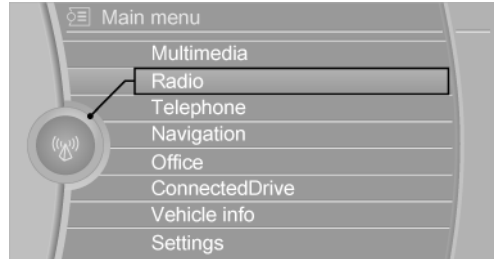 Main menu
Multimedia
Radio
Telephone
Navigation
Office
ConnectedDrive
Vehicle info
Settings